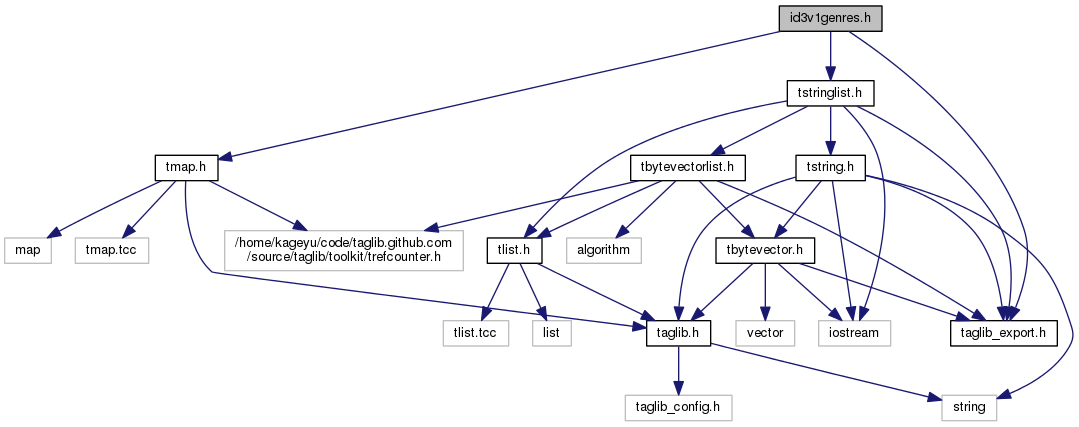 id3v1genres.h
tstringlist.h
tmap.h
tbytevectorlist.h
tstring.h
map
tmap.tcc
/home/kageyu/code/taglib.github.com
/source/taglib/toolkit/trefcounter.h
tlist.h
algorithm
tbytevector.h
tlist.tcc
list
taglib.h
vector
iostream
taglib_export.h
taglib_config.h
string